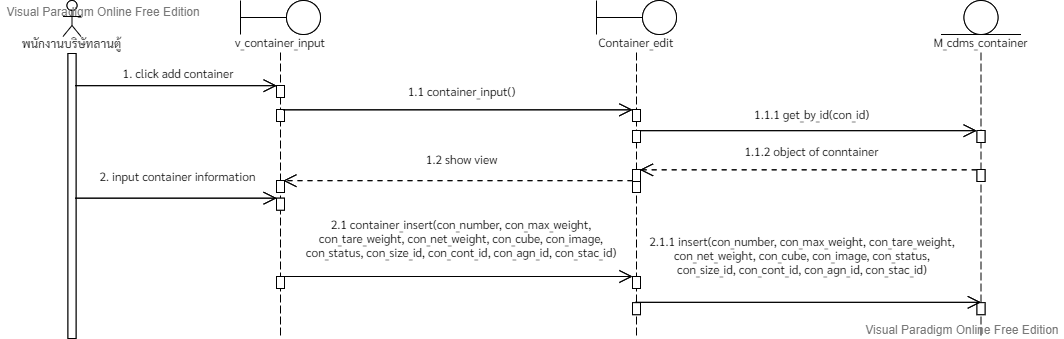 Visual Paradigm Online Free Edition
พนักงานบริษัทลานตู้
v_container_input
Container_edit
M_cdms_container
1. click add container
1.1 container_input()
1.1.1 get_by_id(con_id)
1.1.2 object of conntainer
1.2 show view
2. input container information
2.1 container_insert(con_number, con_max_weight,
con_tare_weight, con_net_weight, con_cube, con_image,
con_status, con_size_id, con_cont_id, con_agn_id, con_stac_id)
2.1.1 insert(con_number, con_max_weight, con_tare_weight,
con_net_weight, con_cube, con_image, con_status,
con_size_id, con_cont_id, con_agn_id, con_stac_id)
Visual Paradigm Online Free Edition